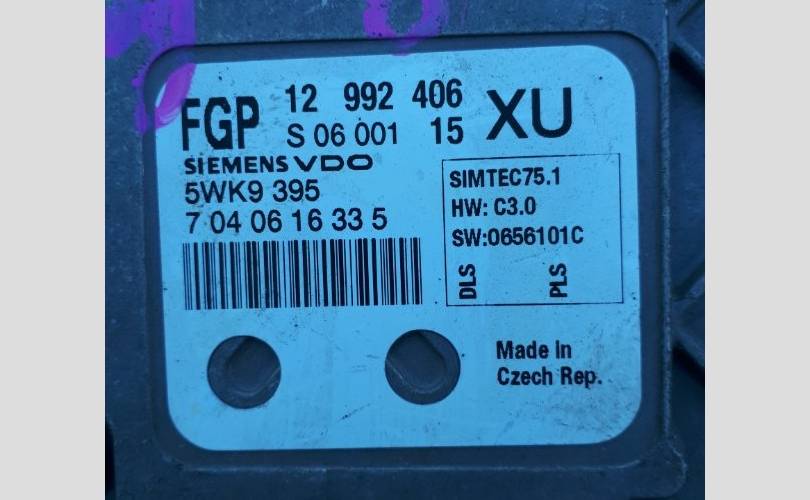 FGP 12 992 406 XU
S 06 001 15
SIEMENS VDO
5WK9 395
7 04 06 16 33 5
SIMTEC75.1
HW: C3.0
SW:0656101C
DLS PLS
Made in
Czech Rep.